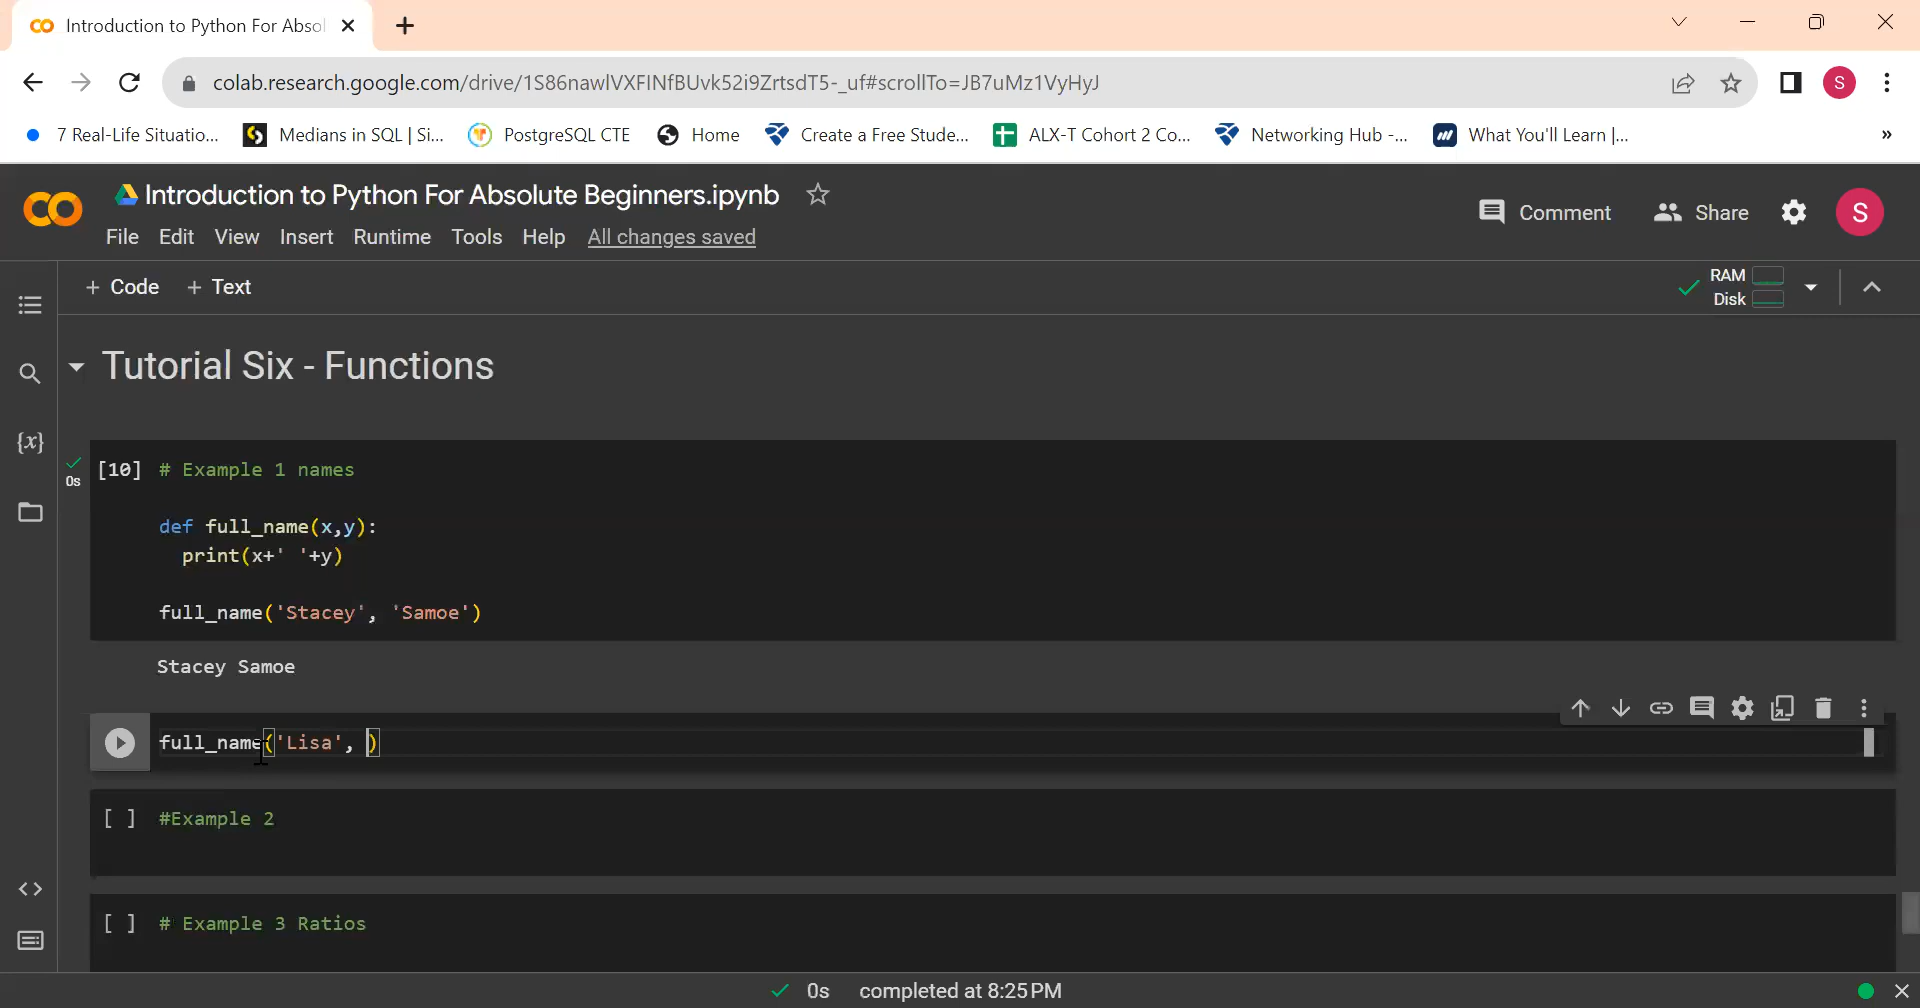 Introduction to Python For Absol
colab.research.google.com/drive/1S86nawlVXFINfBUvk52i9ZrtsdT5-_uf#scrollTo=JB7uMz1VyHyJ
S
7 Real-Life Situatio...
Medians in SQL | Si...
PostgreSQL CTE
Home
Create a Free Stude...
ALX-T Cohort 2 Co...
Networking Hub -...
What You'll Learn |...
»
Introduction to Python For Absolute Beginners.ipynb
Comment
Share
S
File Edit View Insert Runtime Tools Help All changes saved
+ Code + Text
RAM
Disk
Tutorial Six - Functions
{x}
[10] # Example 1 names
0s
def full_name(x,y):
print(x+' '+y)
full_name('Stacey', 'Samoe')
Stacey Samoe
full_name('Lisa', )
[ ] #Example 2
[ ] # Example 3 Ratios
0s completed at 8:25 PM